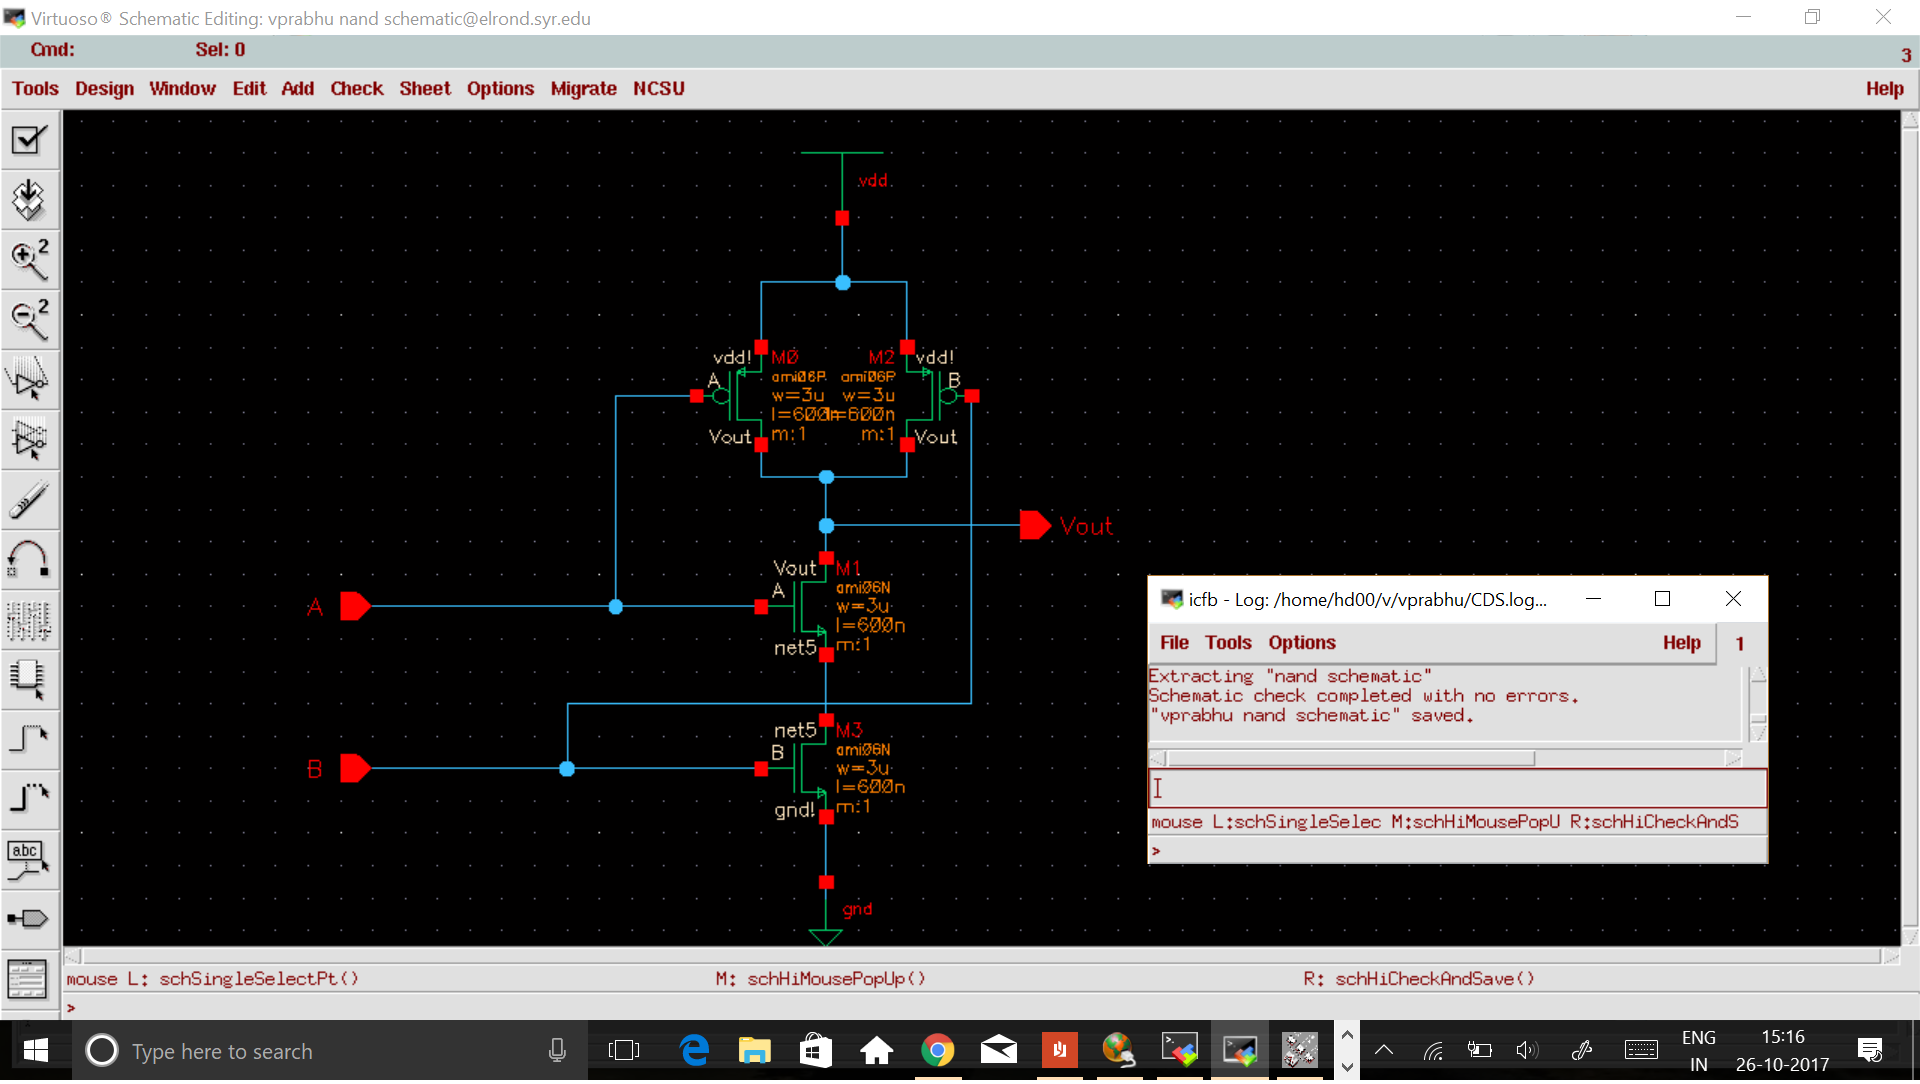 Virtuoso® Schematic Editing: vprabhu nand schematic@elrond.syr.edu
Cmd: Sel: 0 3
Tools Design Window Edit Add Check Sheet Options Migrate NCSU Help
2
2
abc
vdd
vdd! M0 M2 vdd!
A ami06P ami06P B
w=3u w=3u
l=600n l=600n
Vout m:1 m:1 Vout
Vout
Vout M1
A ami06N
w=3u
A
l=600n
net5 m:1
net5 M3
B ami06N
B w=3u
l=600n
gnd! m:1
gnd
icfb - Log: /home/hd00/v/vprabhu/CDS.log...
File Tools Options Help 1
Extracting "nand schematic"
Schematic check completed with no errors.
"vprabhu nand schematic" saved.
mouse L:schSingleSelec M:schHiMousePopU R:schHiCheckAndS
>
mouse L: schSingleSelectPt() M: schHiMousePopUp() R: schHiCheckAndSave()
>
Type here to search
ENG 15:16
IN 26-10-2017